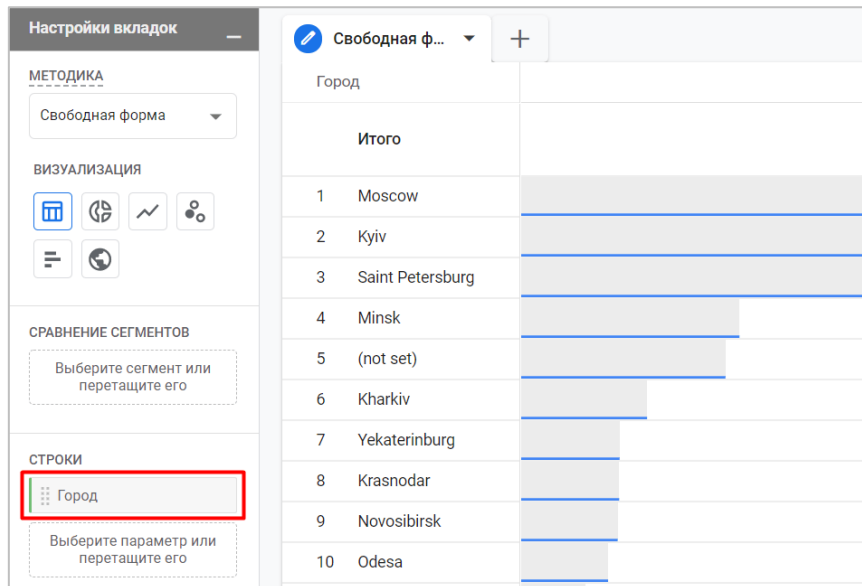 Настройки вкладок
МЕТОДИКА
Свободная форма
ВИЗУАЛИЗАЦИЯ
СРАВНЕНИЕ СЕГМЕНТОВ
Выберите сегмент или
перетащите его
СТРОКИ
Город
Выберите параметр или
перетащите его
Свободная ф...
Город
Итого
1 Moscow
2 Kyiv
3 Saint Petersburg
4 Minsk
5 (not set)
6 Kharkiv
7 Yekaterinburg
8 Krasnodar
9 Novosibirsk
10 Odesa